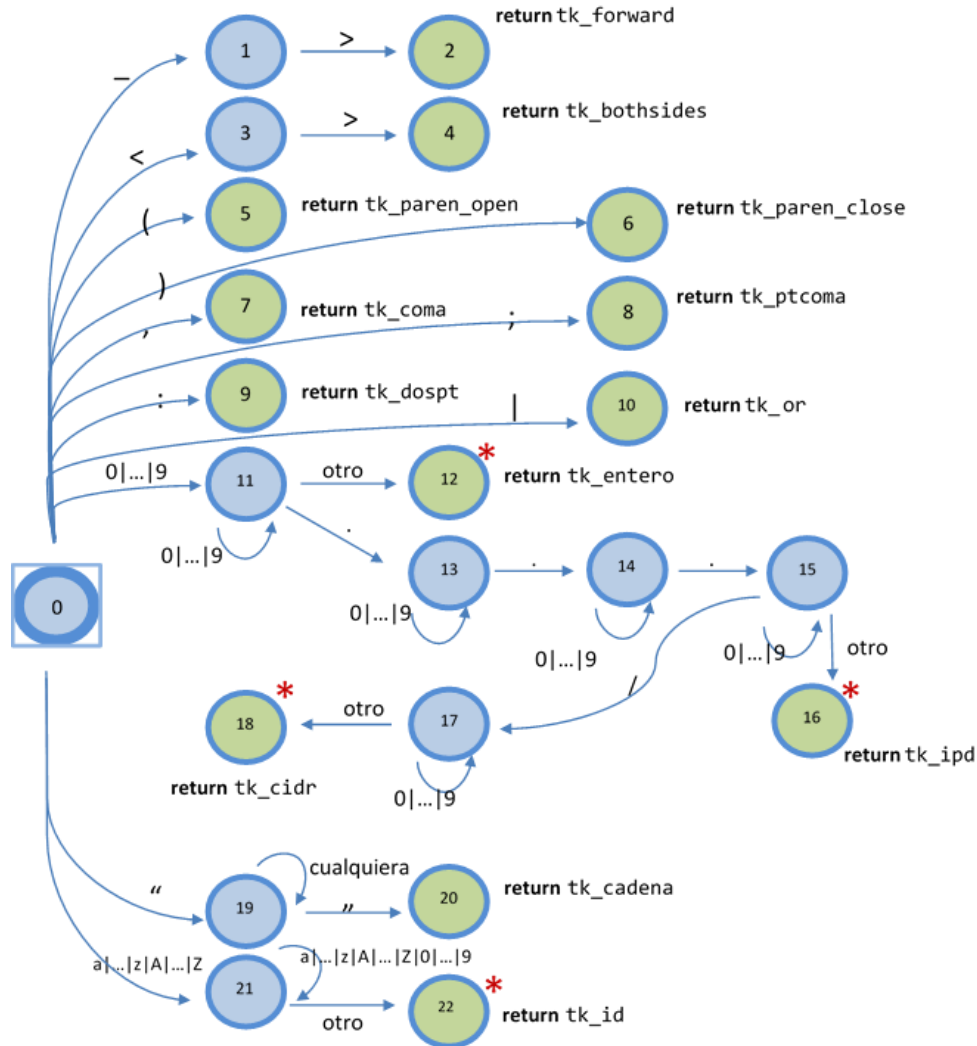 return tk_forward
1
>
2
–
return tk_bothsides
3
>
4
<
5
return tk_paren_open
(
6
return tk_paren_close
)
7
return tk_coma
,
8
return tk_ptcoma
;
9
return tk_dospt
:
10
return tk_or
|
0|…|9
11
otro
12
*
return tk_entero
0|…|9
.
13
.
14
.
15
0|…|9
0|…|9
0|…|9
otro
0
/
18
*
otro
17
16
*
return tk_ipd
return tk_cidr
0|…|9
cualquiera
“
19
”
20
return tk_cadena
a|…|z|A|…|Z
a|…|z|A|…|Z|0|…|9
21
otro
22
*
return tk_id